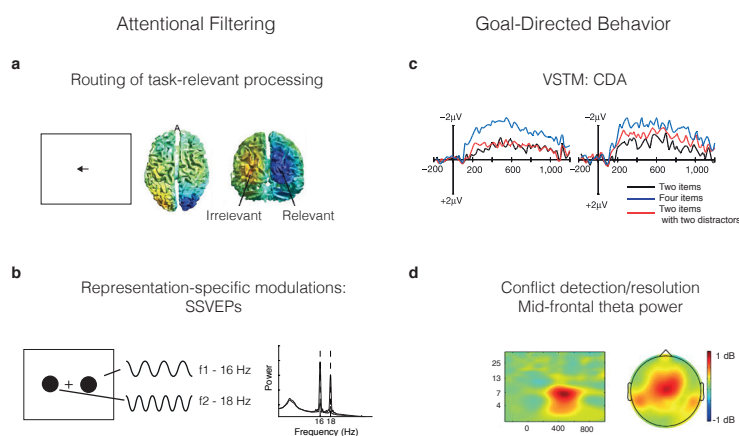 Attentional Filtering
Goal-Directed Behavior
a
Routing of task-relevant processing
A
Irrelevant
Relevant
b
Representation-specific modulations:
SSVEPs
+
f1 - 16 Hz
f2 - 18 Hz
Power
16 18
Frequency (Hz)
c
VSTM: CDA
−2μV
−200
200
600
1,000
+2μV
−2μV
−200
200
600
1,000
+2μV
Two items
Four items
Two items
with two distractors
d
Conflict detection/resolution
Mid-frontal theta power
25
13
7
4
0
400
800
1 dB
-1 dB